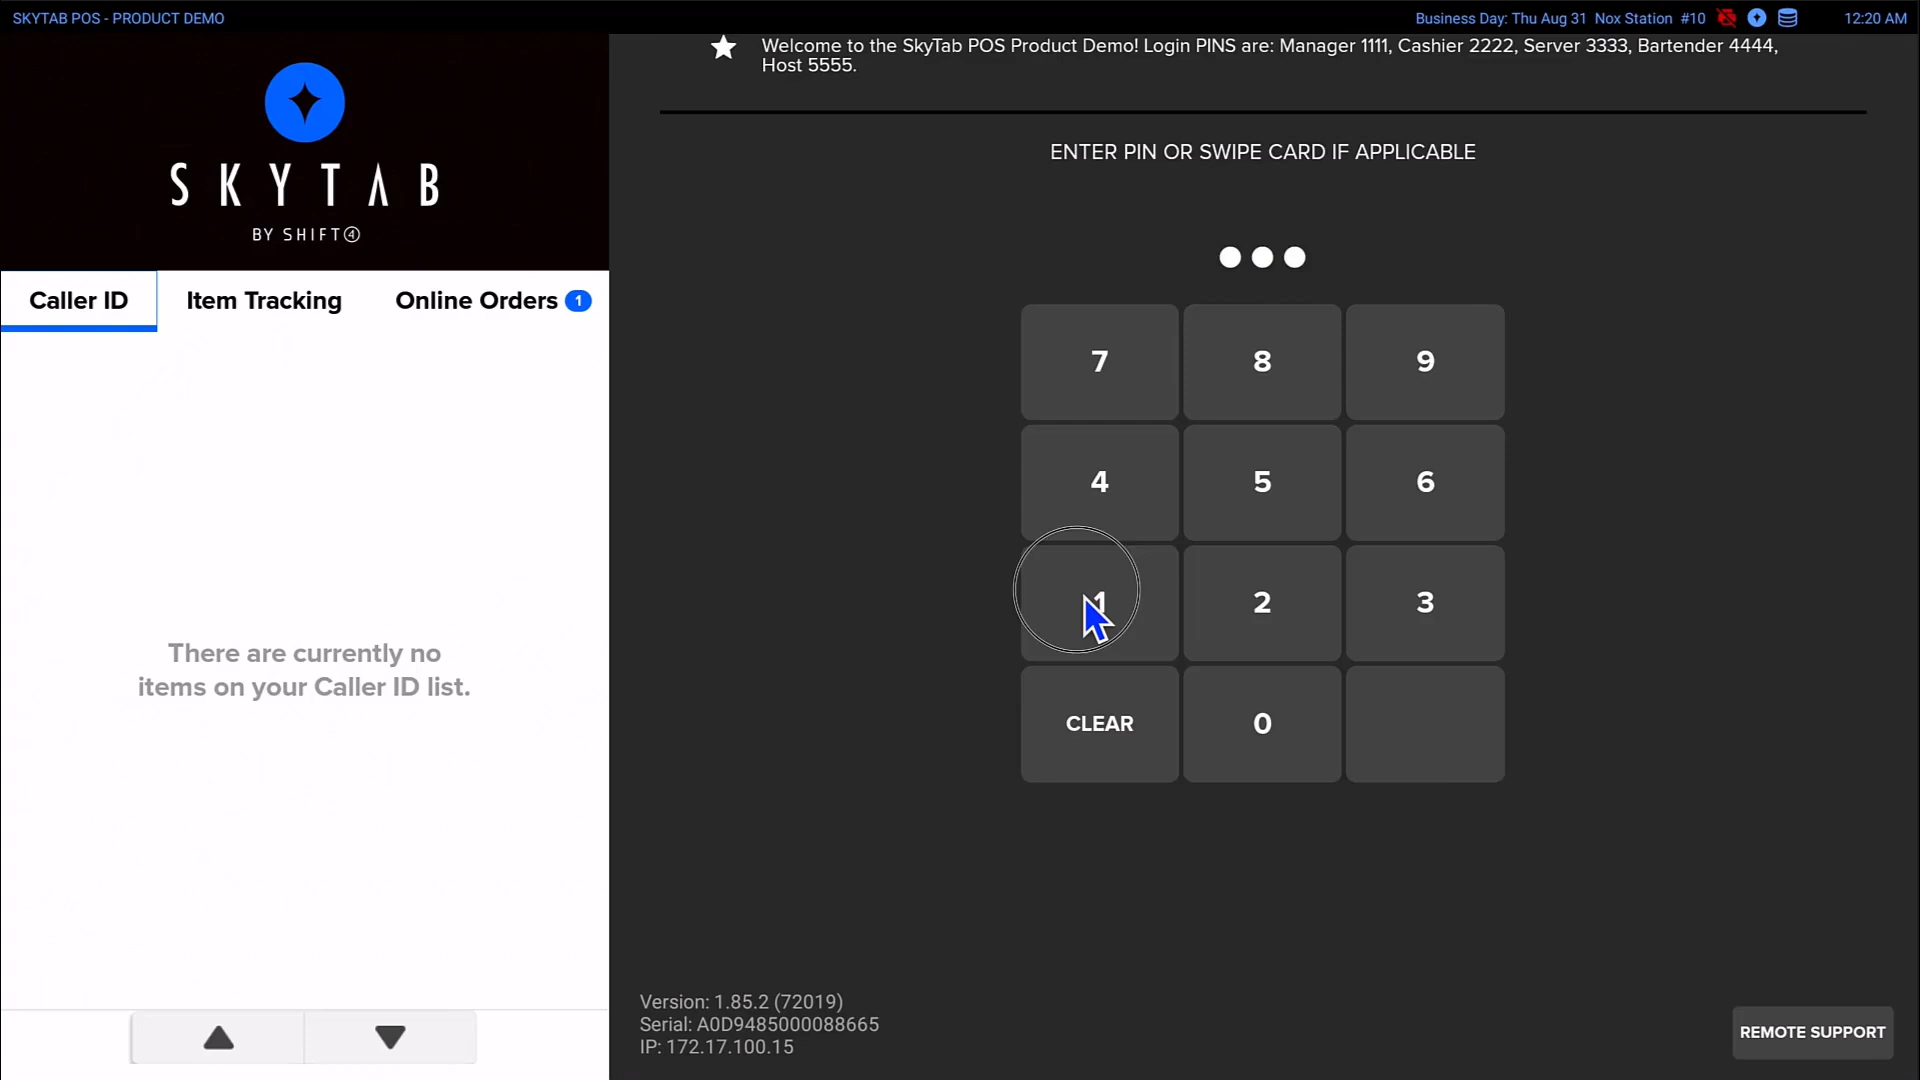 SKYTAB POS - PRODUCT DEMO
Business Day: Thu Aug 31 Nox Station #10
12:20 AM
SKYTAB
BY SHIFT4
Caller ID
Item Tracking
Online Orders 1
There are currently no
items on your Caller ID list.
Welcome to the SkyTab POS Product Demo! Login PINS are: Manager 1111, Cashier 2222, Server 3333, Bartender 4444,
Host 5555.
ENTER PIN OR SWIPE CARD IF APPLICABLE
7 8 9
4 5 6
1 2 3
CLEAR 0
Version: 1.85.2 (72019)
Serial: A0D9485000088665
IP: 172.17.100.15
REMOTE SUPPORT